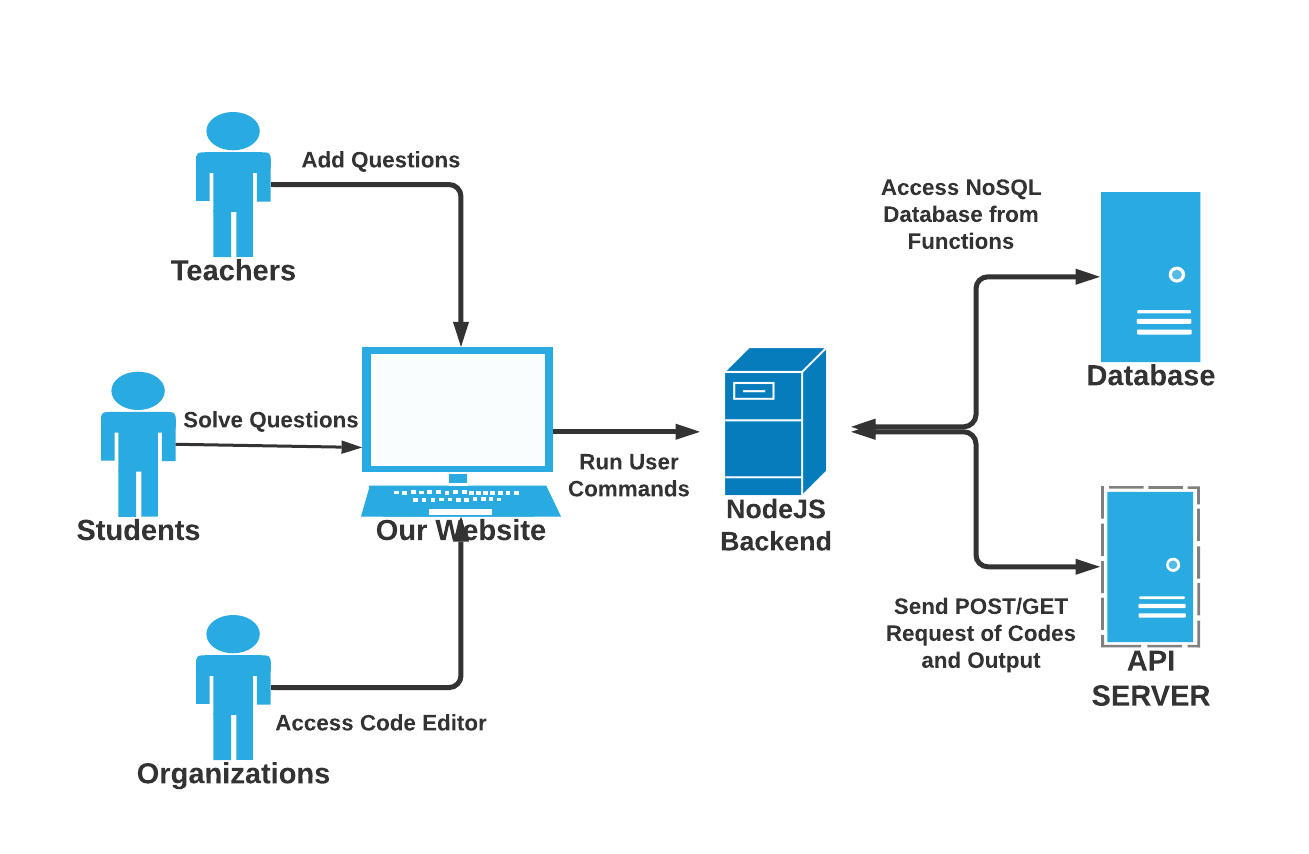 Add Questions
Teachers
Solve Questions
Students
Our Website
Access Code Editor
Organizations
Run User
Commands
NodeJS
Backend
Access NoSQL
Database from
Functions
Database
Send POST/GET
Request of Codes
and Output
API
SERVER